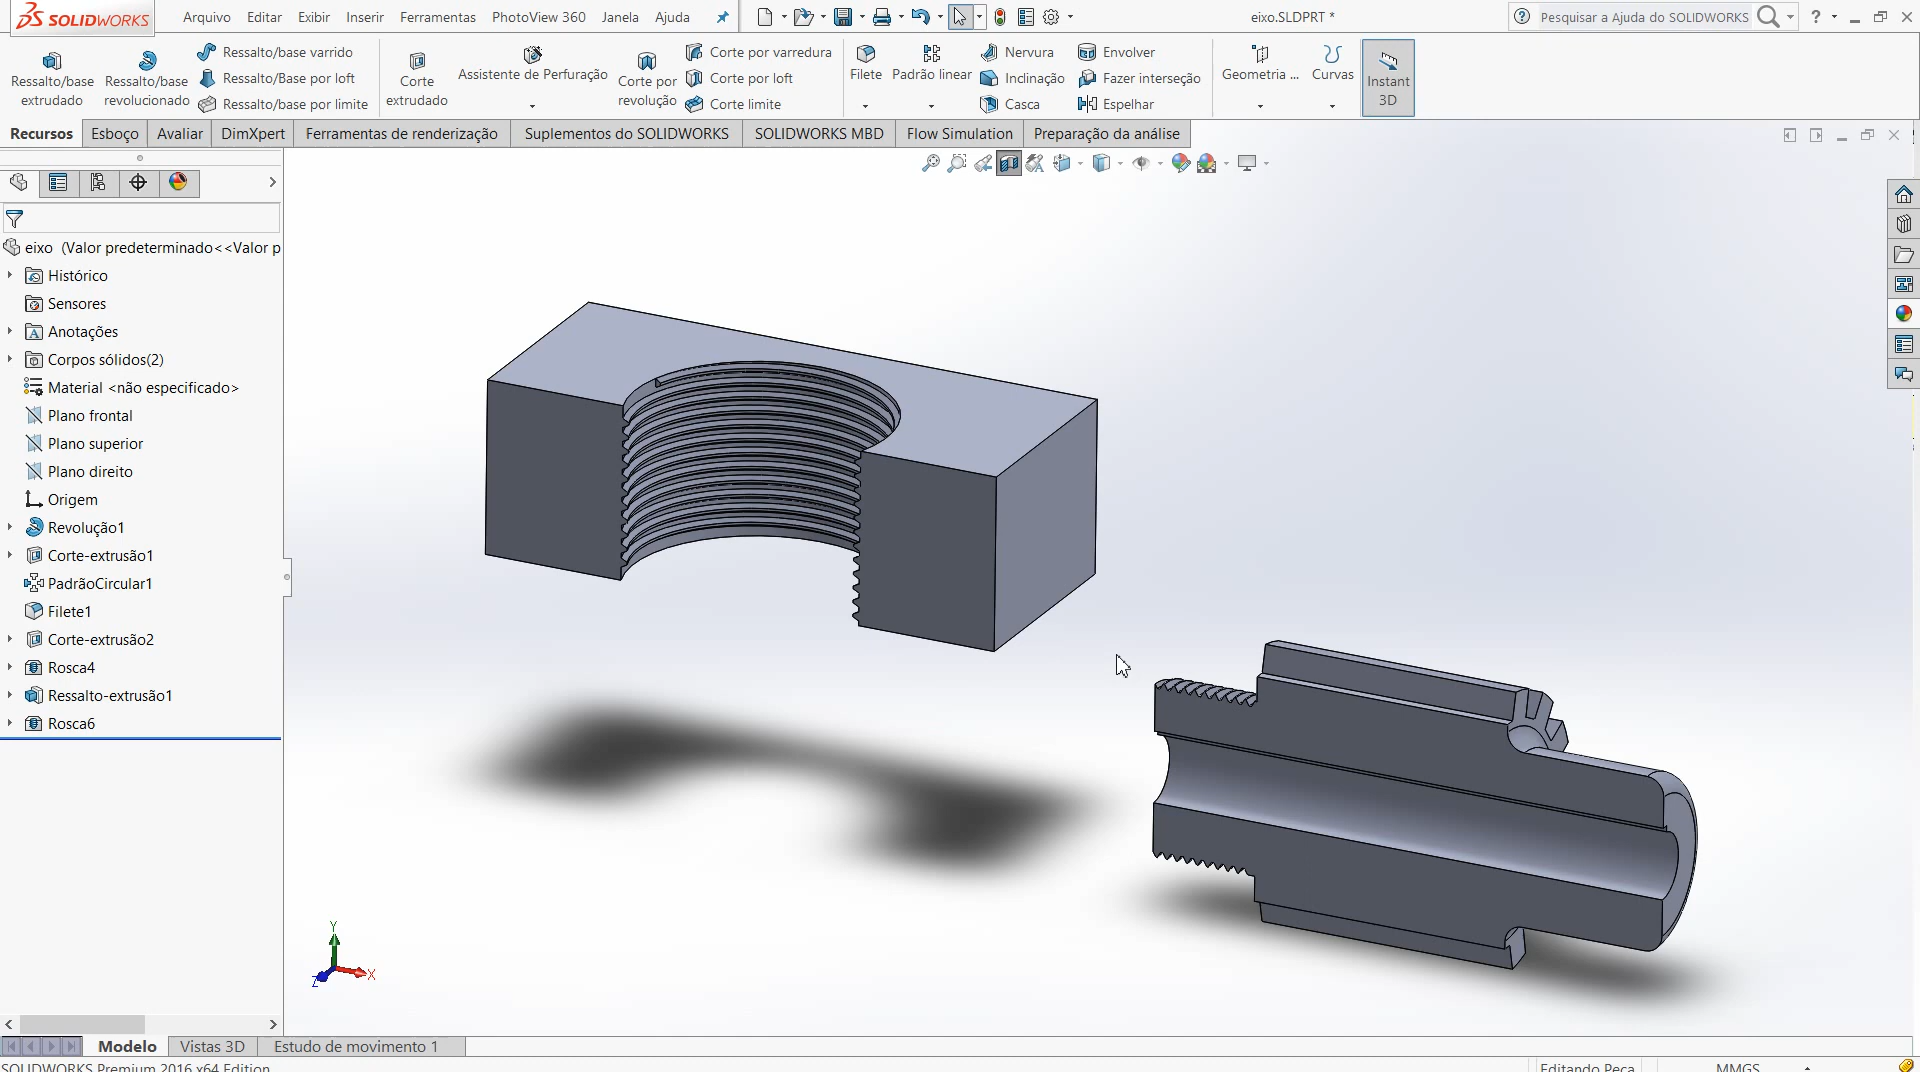 SOLIDWORKS Arquivo Editar Exibir Inserir Ferramentas PhotoView 360 Janela Ajuda eixo.SLDPRT * Pesquisar a Ajuda do SOLIDWORKS ?
Ressalto/base extrudado
Ressalto/base revolucionado
Ressalto/base varrido
Ressalto/Base por loft
Ressalto/base por limite
Corte extrudado
Assistente de Perfuração
Corte por revolução
Corte por varredura
Corte por loft
Corte limite
Filete
Padrão linear
Nervura
Inclinação
Casca
Envolver
Fazer interseção
Espelhar
Geometria ...
Curvas
Instant 3D
Recursos Esboço Avaliar DimXpert Ferramentas de renderização Suplementos do SOLIDWORKS SOLIDWORKS MBD Flow Simulation Preparação da análise
eixo (Valor predeterminado<<Valor p
Histórico
Sensores
Anotações
Corpos sólidos(2)
Material <não especificado>
Plano frontal
Plano superior
Plano direito
Origem
Revolução1
Corte-extrusão1
PadrãoCircular1
Filete1
Corte-extrusão2
Rosca4
Ressalto-extrusão1
Rosca6
Y
X
Z
Modelo Vistas 3D Estudo de movimento 1
SOLIDWORKS Premium 2016 x64 Edition Editando Peça MMGS